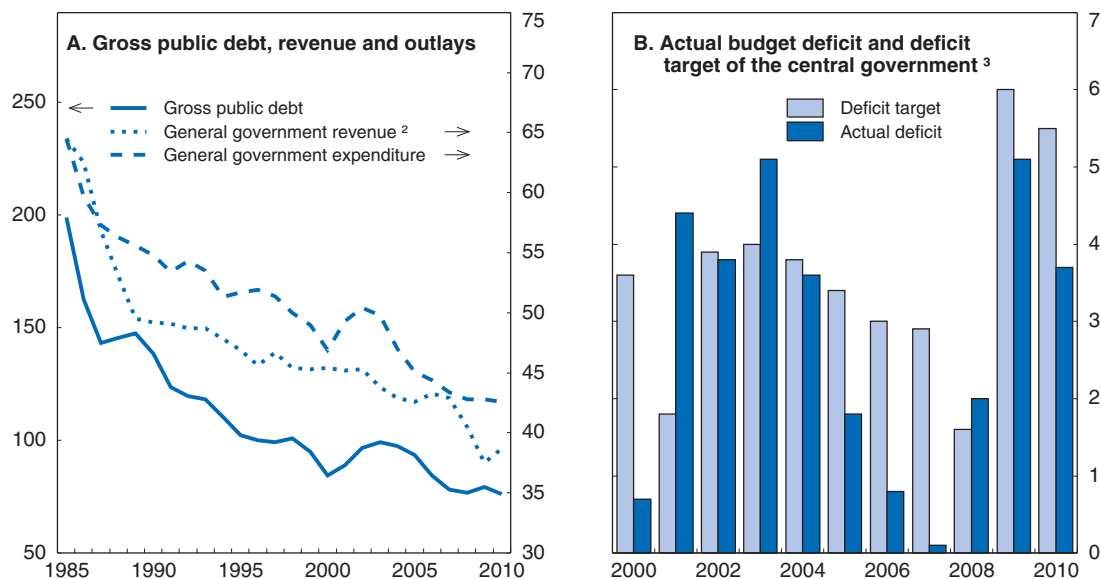 A. Gross public debt, revenue and outlays
Gross public debt
General government revenue ²
General government expenditure
250
200
150
100
50
75
70
65
60
55
50
45
40
35
30
1985 1990 1995 2000 2005 2010
B. Actual budget deficit and deficit
target of the central government ³
Deficit target
Actual deficit
7
6
5
4
3
2
1
0
2000 2002 2004 2006 2008 2010